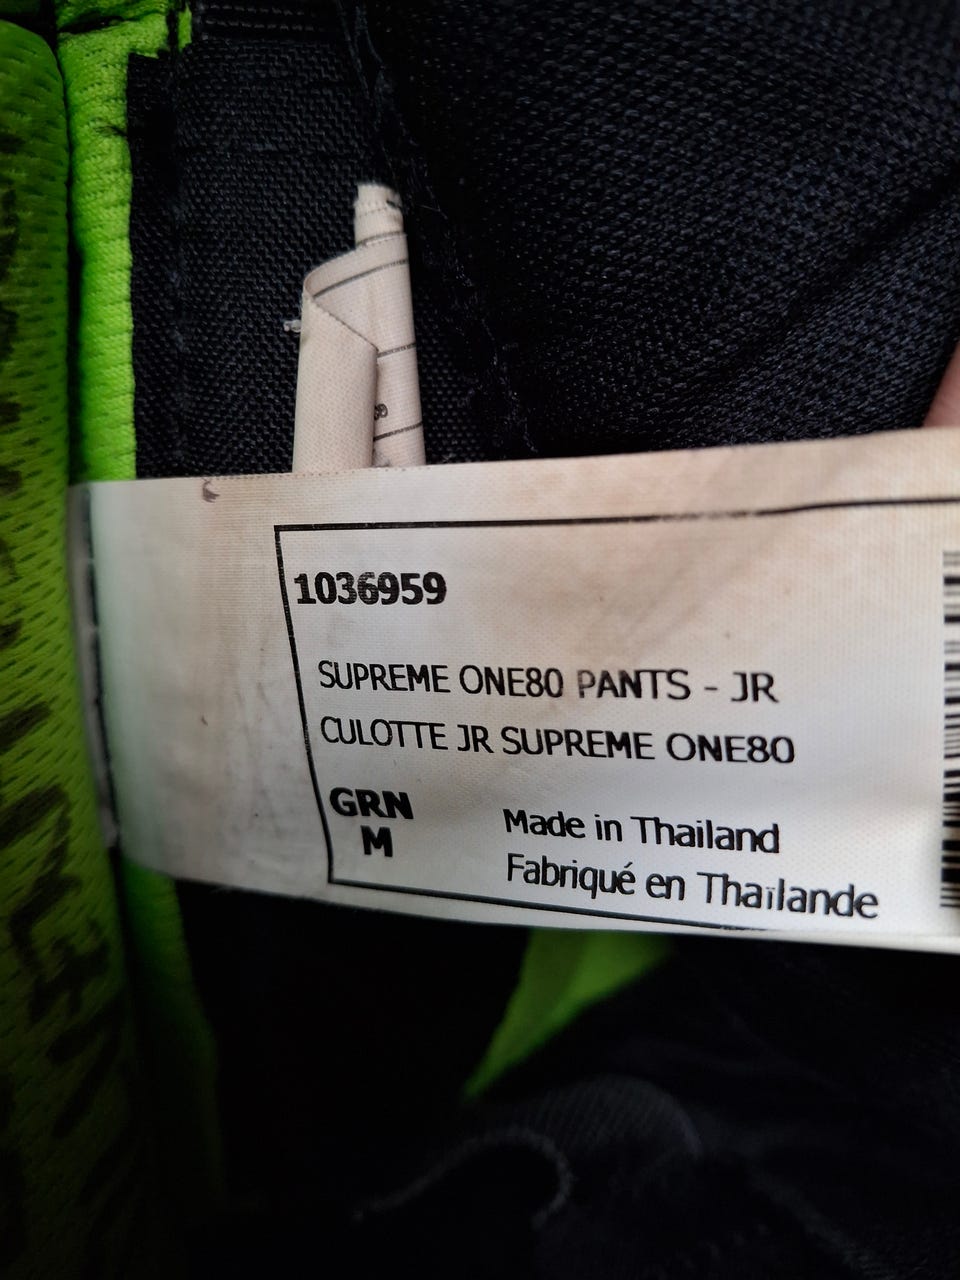 1036959
SUPREME ONE80 PANTS - JR
CULOTTE JR SUPREME ONE80
GRN
M
Made in Thailand
Fabriqué en Thaïlande